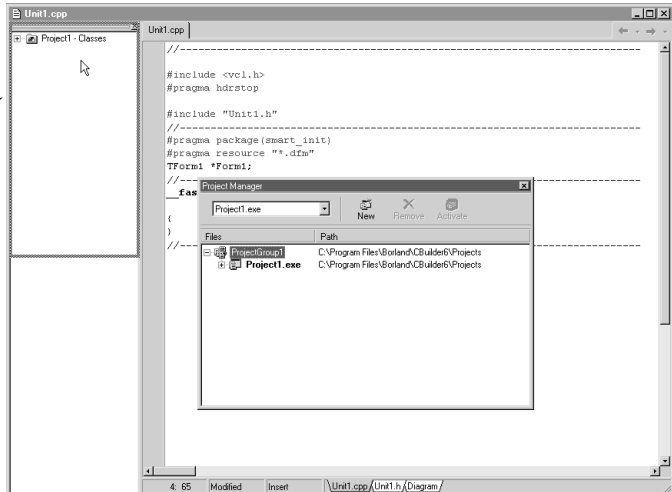 Unit1.cpp
Project1 - Classes
Unit1.cpp
//---------------------------------------------------------------------------
#include <vcl.h>
#pragma hdrstop
#include "Unit1.h"
//---------------------------------------------------------------------------
#pragma package(smart_init)
#pragma resource "*.dfm"
TForm1 *Form1;
//---------------------------------------------------------------------------
__fas
(
)
//---------------------------------------------------------------------------
Project Manager
Project1.exe
New Remove Activate
Files Path
ProjectGroup1 C:\Program Files\Borland\CBuilder6\Projects
Project1.exe C:\Program Files\Borland\CBuilder6\Projects
4: 65 Modified Insert Unit1.cpp Unit1.h Diagram